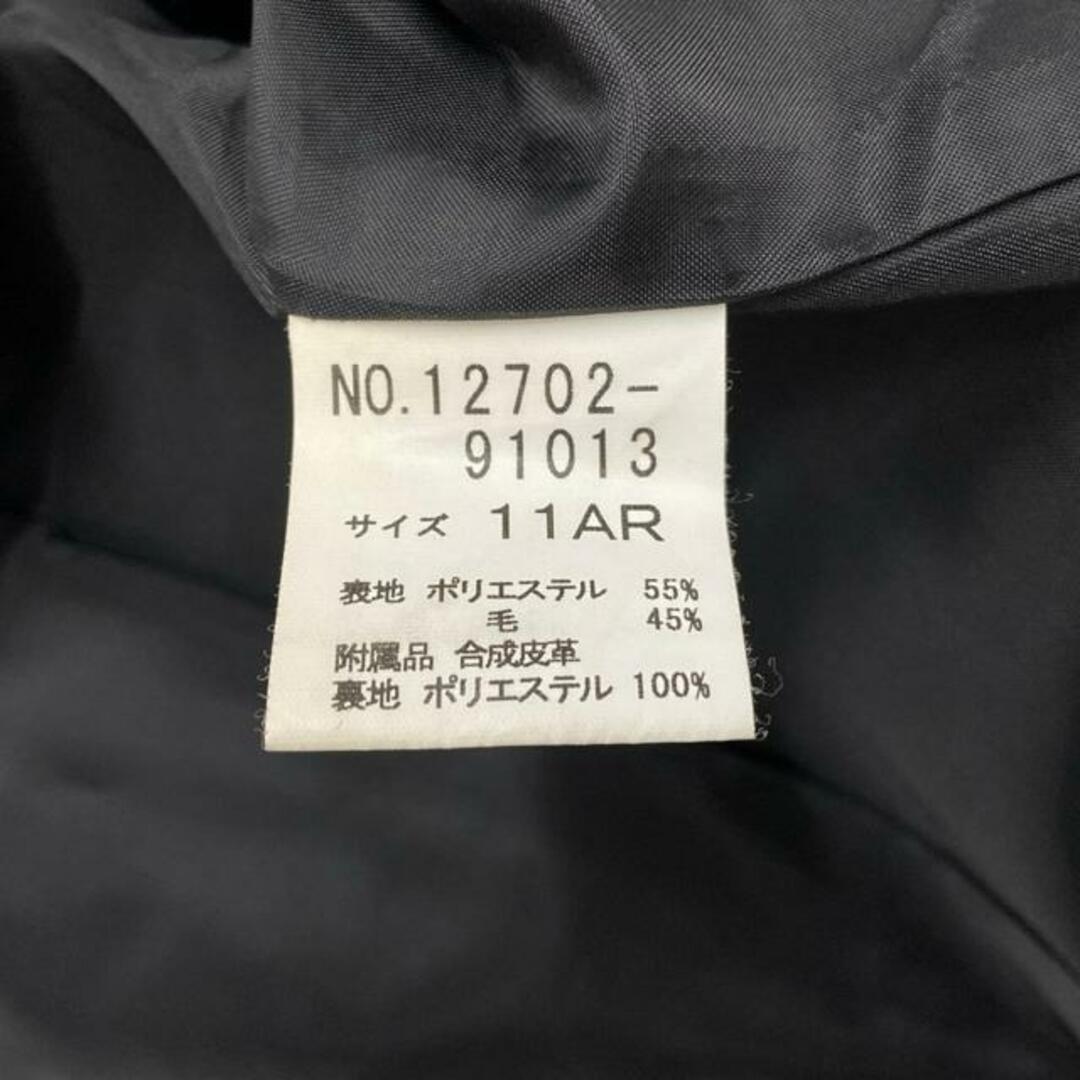 NO.12702-
91013
サイズ 11AR
表地 ポリエステル 55%
毛 45%
附属品 合成皮革
裏地 ポリエステル 100%